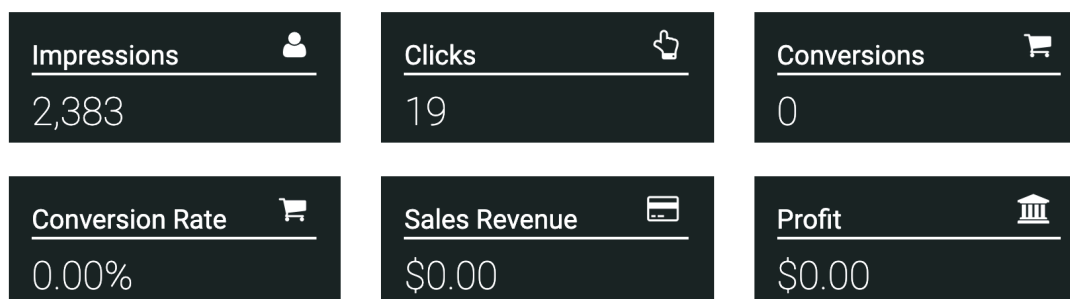 Impressions
2,383
Clicks
19
Conversions
0
Conversion Rate
0.00%
Sales Revenue
$0.00
Profit
$0.00